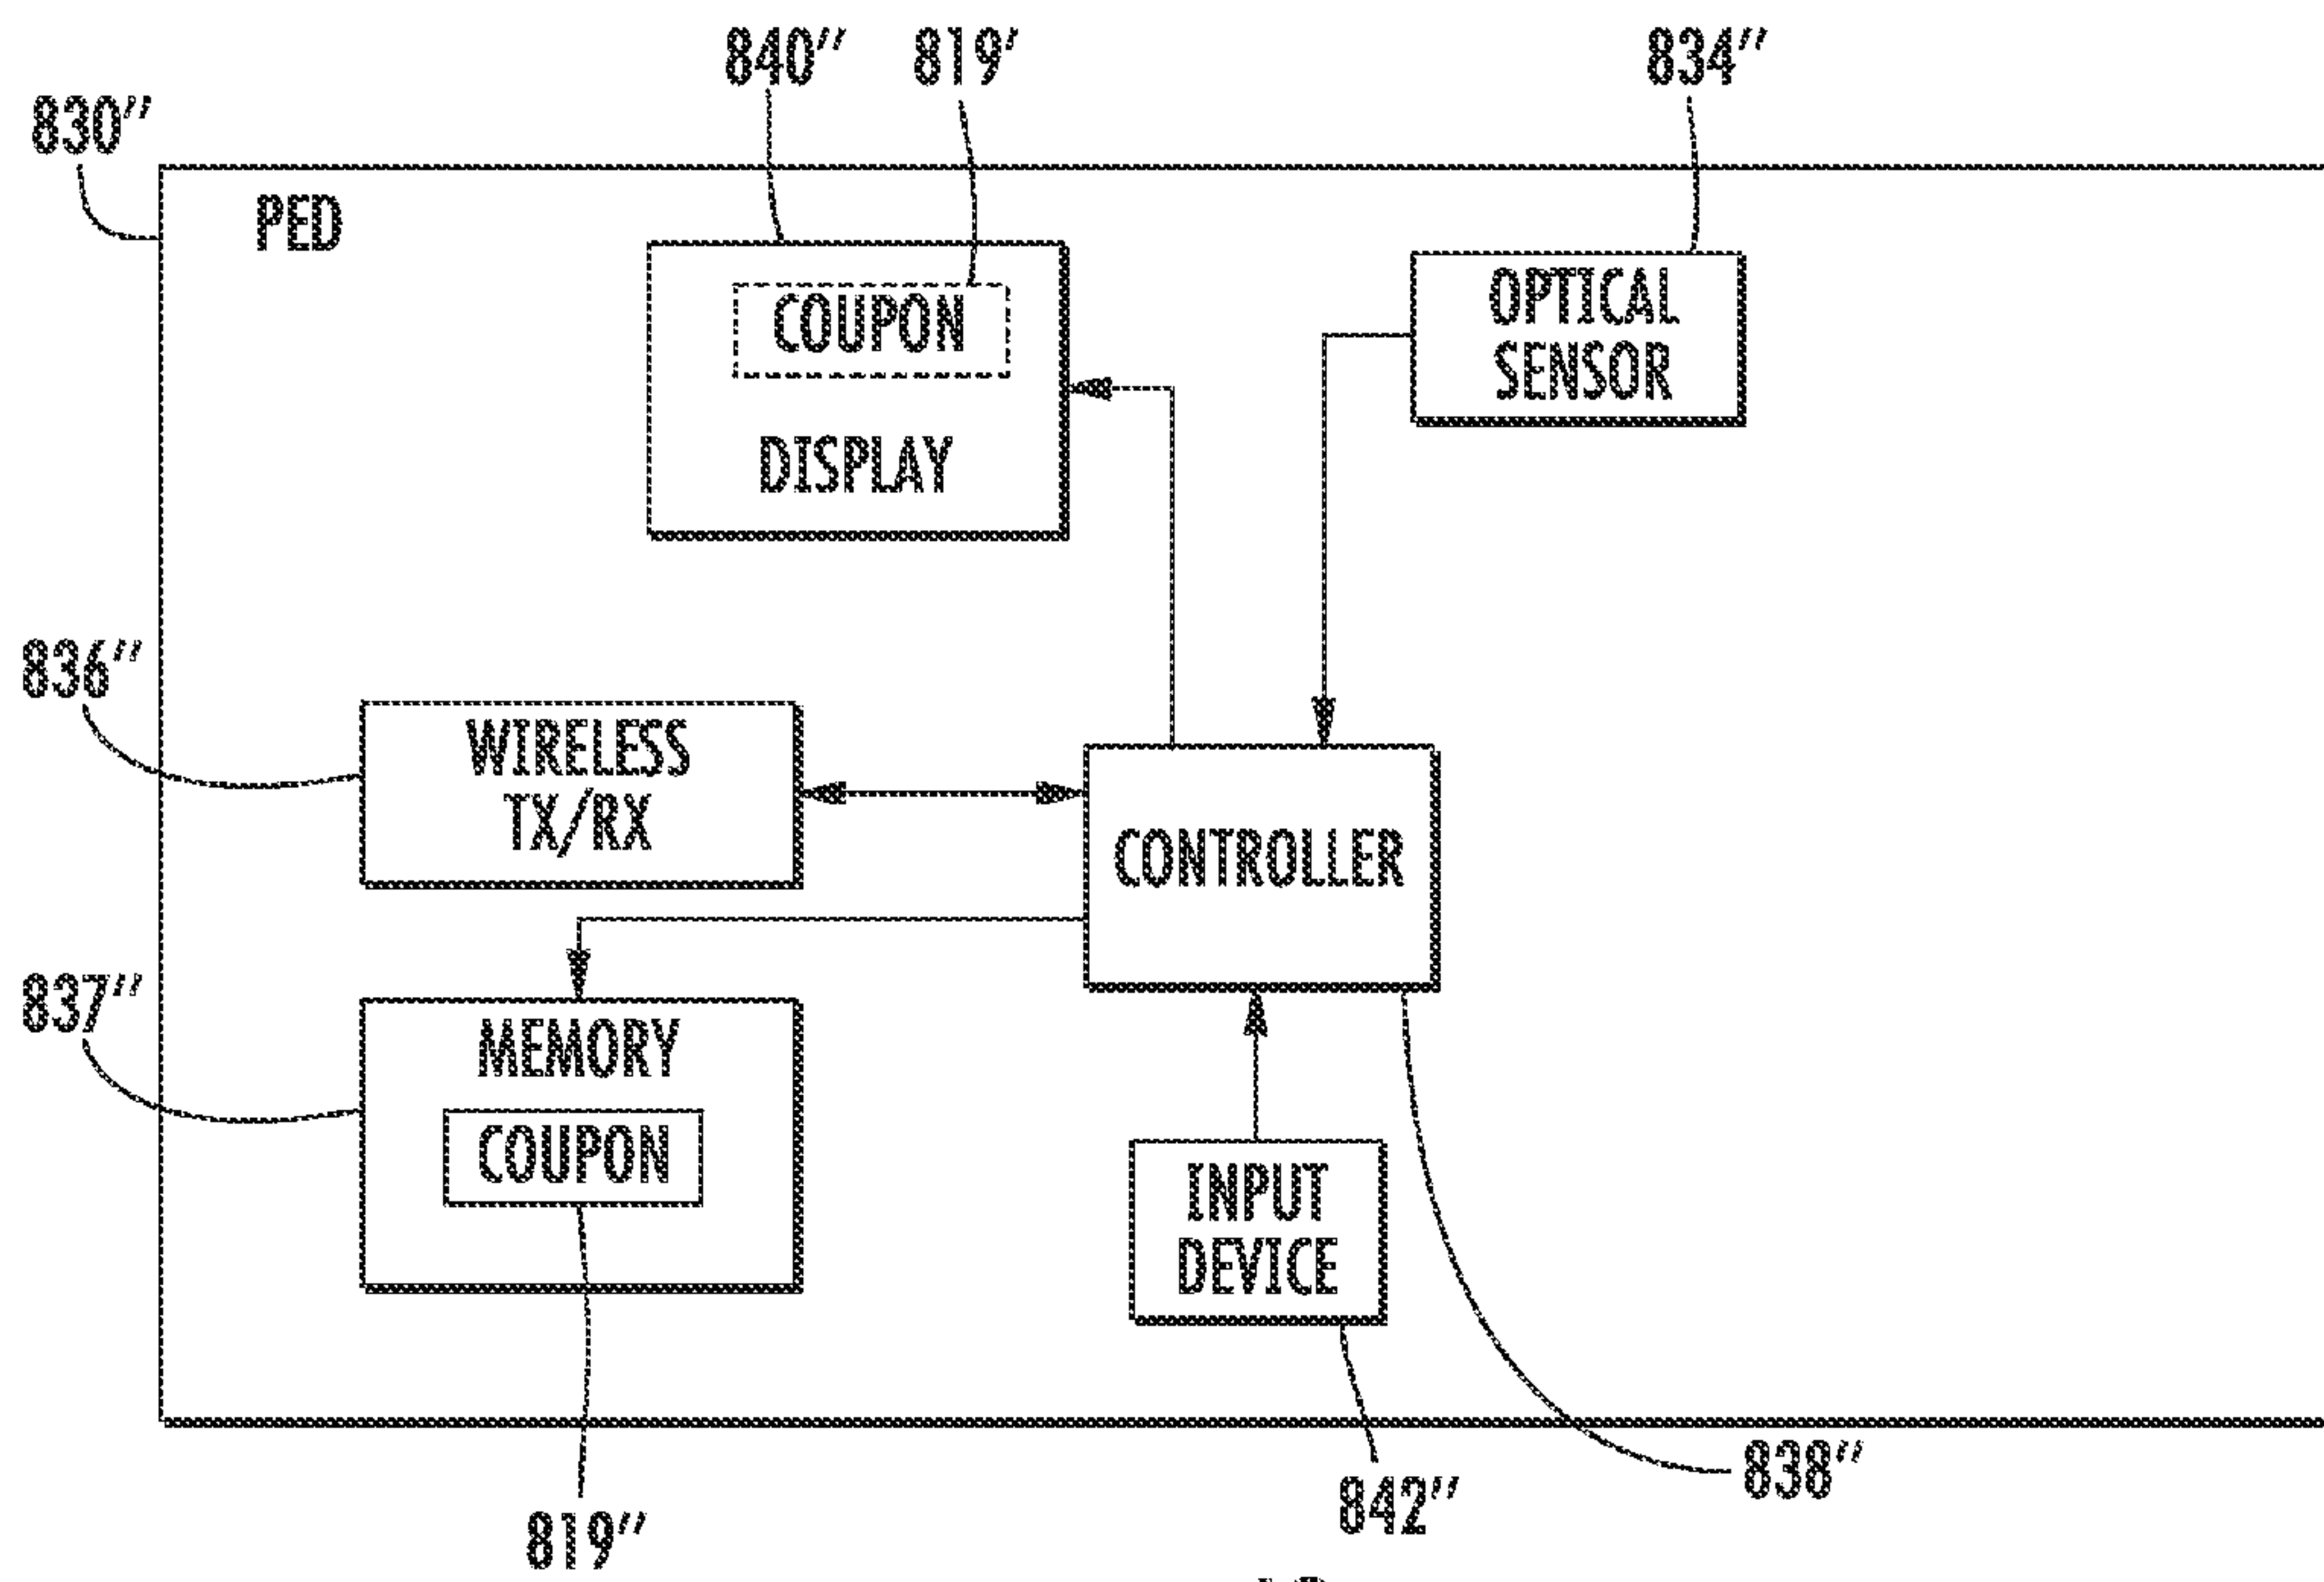 840″ 819′ 834″
830″
PED
COUPON
DISPLAY
OPTICAL
SENSOR
836″
WIRELESS
TX/RX
CONTROLLER
837″
MEMORY
COUPON
INPUT
DEVICE
838″
842″
819″